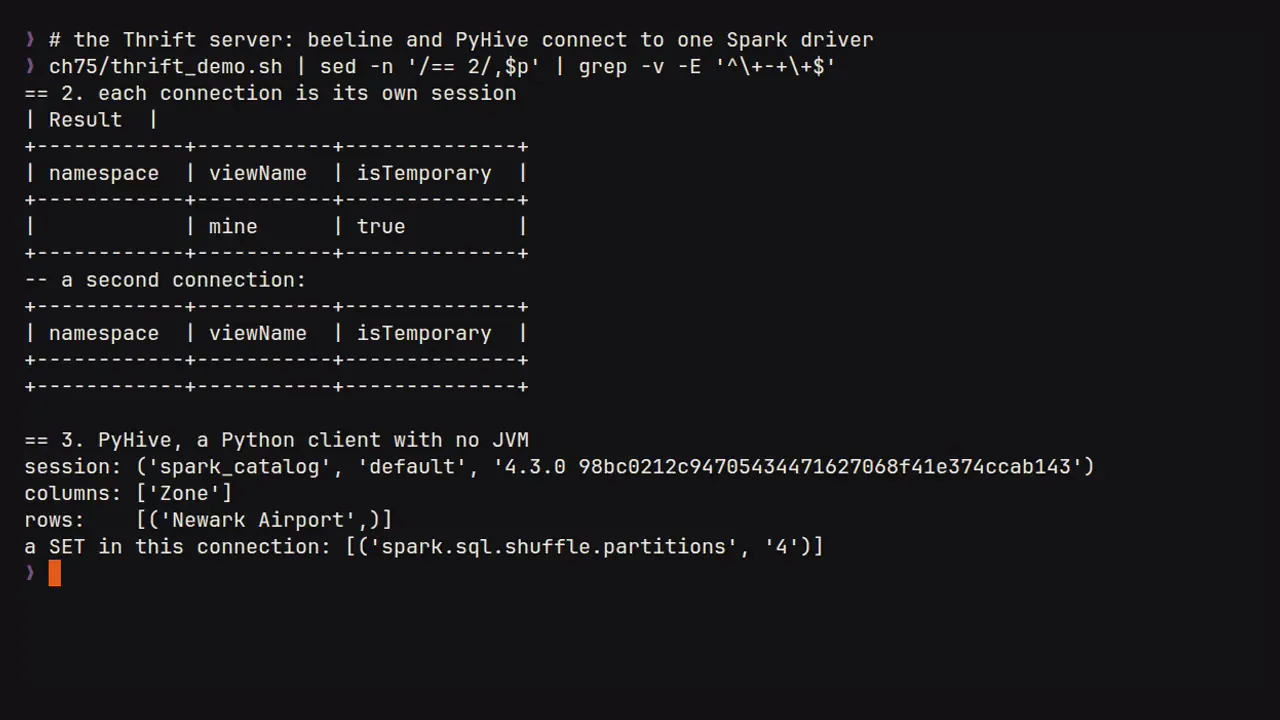 ❯ # the Thrift server: beeline and PyHive connect to one Spark driver
❯ ch75/thrift_demo.sh | sed -n '/== 2/,$p' | grep -v -E '^\+-+\+$'
== 2. each connection is its own session
| Result  |
+------------+-----------+--------------+
| namespace  | viewName  | isTemporary  |
+------------+-----------+--------------+
|            | mine      | true         |
+------------+-----------+--------------+
-- a second connection:
+------------+-----------+--------------+
| namespace  | viewName  | isTemporary  |
+------------+-----------+--------------+
+------------+-----------+--------------+

== 3. PyHive, a Python client with no JVM
session: ('spark_catalog', 'default', '4.3.0 98bc0212c94705434471627068f41e374ccab143')
columns: ['Zone']
rows:    [('Newark Airport',)]
a SET in this connection: [('spark.sql.shuffle.partitions', '4')]
❯